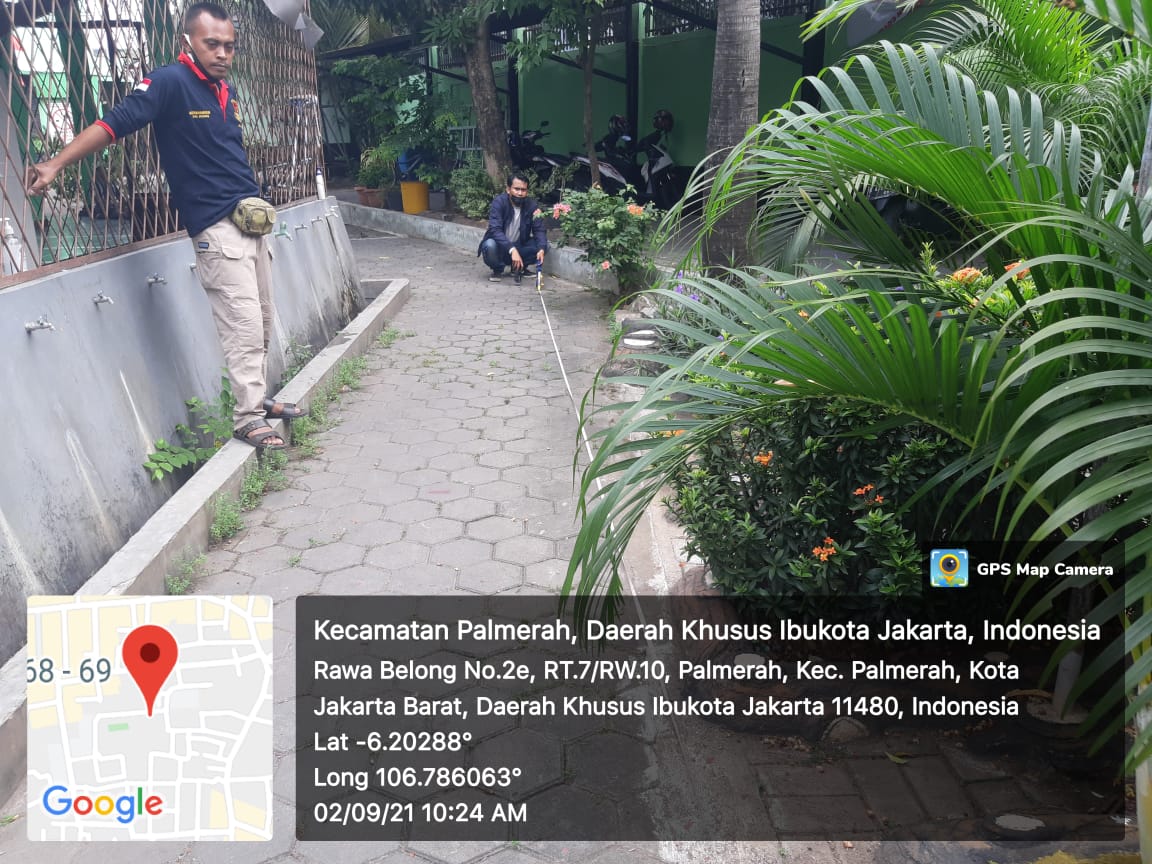 GPS Map Camera
Kecamatan Palmerah, Daerah Khusus Ibukota Jakarta, Indonesia
Rawa Belong No.2e, RT.7/RW.10, Palmerah, Kec. Palmerah, Kota
Jakarta Barat, Daerah Khusus Ibukota Jakarta 11480, Indonesia
Lat -6.20288°
Long 106.786063°
02/09/21 10:24 AM
68 - 69
Google